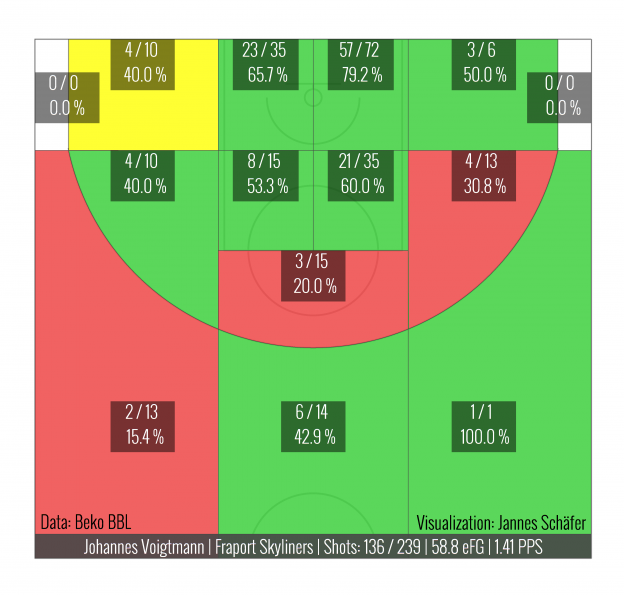 4 / 10
40.0 %
23 / 35
65.7 %
57 / 72
79.2 %
3 / 6
50.0 %
0 / 0
0.0 %
0 / 0
0.0 %
4 / 10
40.0 %
8 / 15
53.3 %
21 / 35
60.0 %
4 / 13
30.8 %
3 / 15
20.0 %
2 / 13
15.4 %
6 / 14
42.9 %
1 / 1
100.0 %
Data: Beko BBL
Visualization: Jannes Schäfer
Johannes Voigtmann | Fraport Skyliners | Shots: 136 / 239 | 58.8 eFG | 1.41 PPS